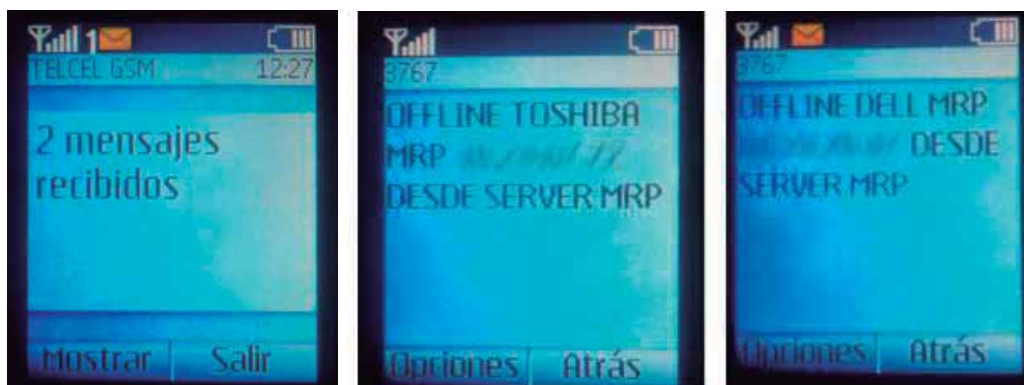 1
TELCEL GSM 12:27
2 mensajes
recibidos
Mostrar Salir
3767
OFFLINE TOSHIBA
MRP
DESDE SERVER MRP
Opciones Atrás
3767
OFFLINE DELL MRP
DESDE
SERVER MRP
Opciones Atrás